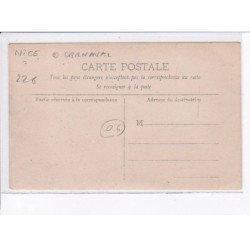 NICE © CARNAVAL
22€
CARTE POSTALE
Tous les pays étrangers n'acceptent pas la correspondance au recto
Se renseigner à la poste
Partie réservée à la correspondance
Adresse du destinataire
M
06